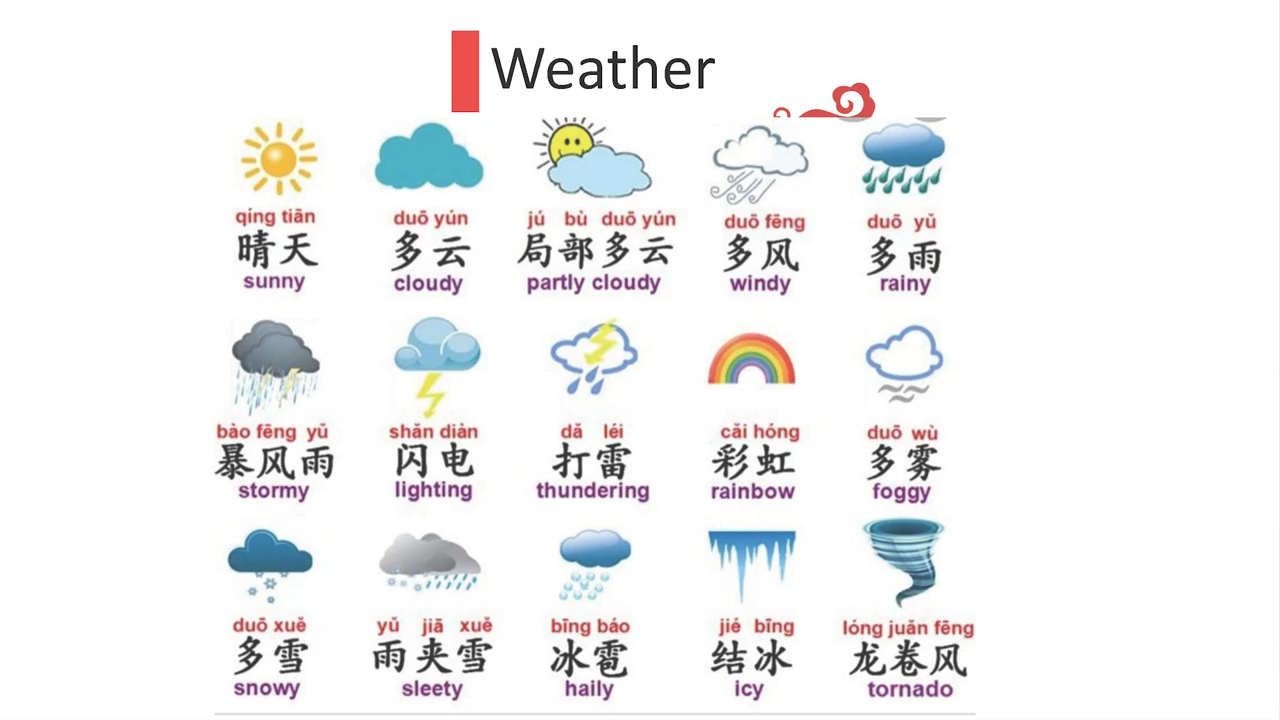 Weather
qíng tiān duō yún jú bù duō yún duō fēng duō yǔ
晴天 多云 局部多云 多风 多雨
sunny cloudy partly cloudy windy rainy
bào fēng yǔ shǎn diàn dǎ léi cǎi hóng duō wù
暴风雨 闪电 打雷 彩虹 多雾
stormy lighting thundering rainbow foggy
duō xuě yǔ jiā xuě bīng báo jié bīng lóng juǎn fēng
多雪 雨夹雪 冰雹 结冰 龙卷风
snowy sleety haily icy tornado